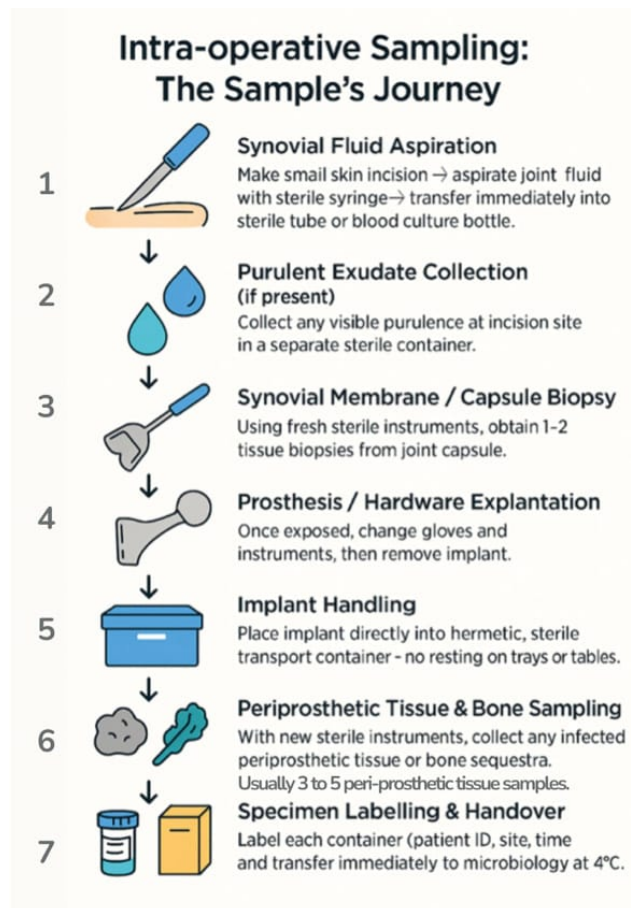 Intra-operative Sampling:
The Sample's Journey
1
Synovial Fluid Aspiration
Make small skin incision → aspirate joint fluid
with sterile syringe→ transfer immediately into
sterile tube or blood culture bottle.
2
Purulent Exudate Collection
(if present)
Collect any visible purulence at incision site
in a separate sterile container.
3
Synovial Membrane / Capsule Biopsy
Using fresh sterile instruments, obtain 1–2
tissue biopsies from joint capsule.
4
Prosthesis / Hardware Explantation
Once exposed, change gloves and
instruments, then remove implant.
5
Implant Handling
Place implant directly into hermetic, sterile
transport container - no resting on trays or tables.
6
Periprosthetic Tissue & Bone Sampling
With new sterile instruments, collect any infected
periprosthetic tissue or bone sequestra.
Usually 3 to 5 peri-prosthetic tissue samples.
7
Specimen Labelling & Handover
Label each container (patient ID, site, time
and transfer immediately to microbiology at 4°C.